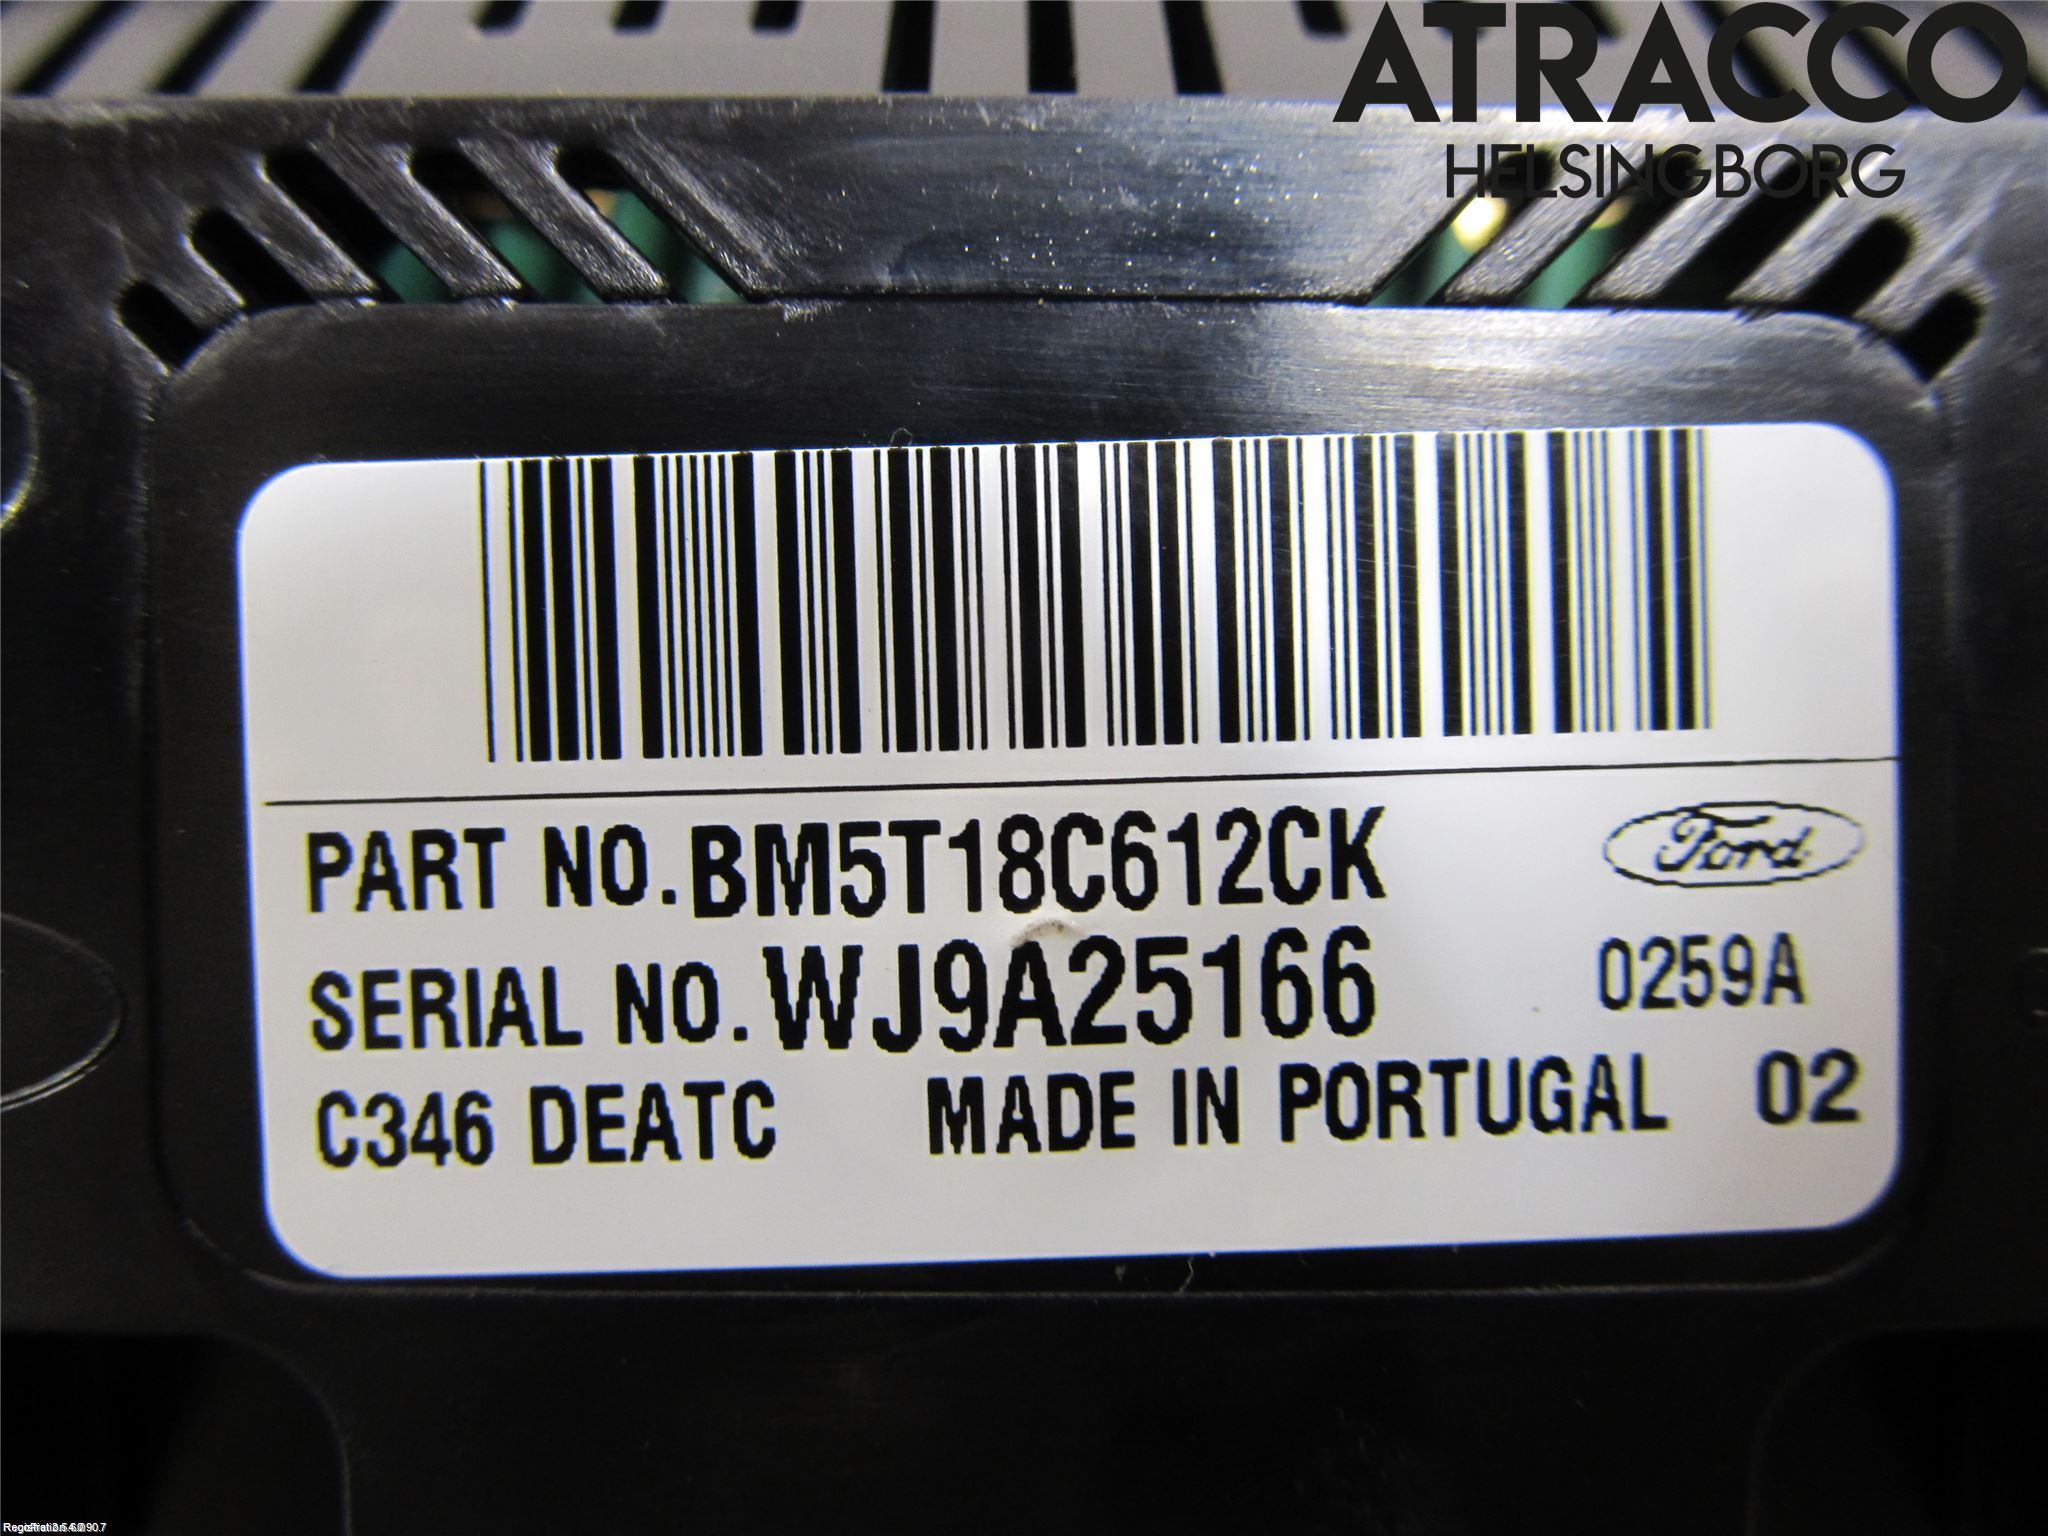 ATRACCO
HELSINGBORG
PART NO. BM5T18C612CK
Ford
SERIAL NO. WJ9A25166 0259A
C346 DEATC MADE IN PORTUGAL 02